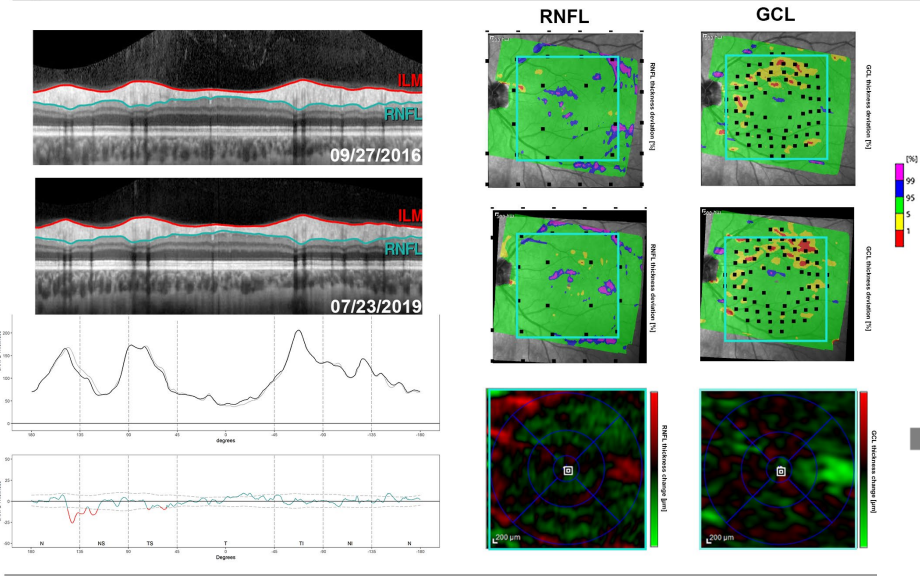 RNFL
GCL
ILM
RNFL
09/27/2016
ILM
RNFL
07/23/2019
200
150
100
50
0
180
135
90
45
0
-45
-90
-135
-180
degrees
50
25
0
-25
-50
N
NS
TS
T
TI
NI
N
180
135
90
45
0
-45
-90
-135
-180
Degrees
RNFL thickness deviation [%]
GCL thickness deviation [%]
RNFL thickness deviation [%]
GCL thickness deviation [%]
[%]
99
95
5
1
200 µm
RNFL thickness change [µm]
200 µm
GCL thickness change [µm]